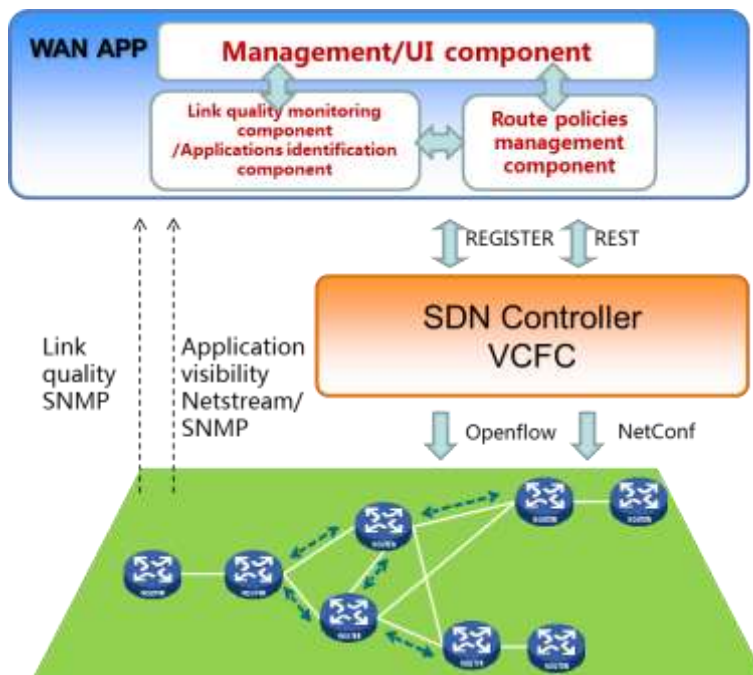 WAN APP
Management/UI component
Link quality monitoring
component
/Applications identification
component
Route policies
management
component
REGISTER
REST
SDN Controller
VCFC
Link
quality
SNMP
Application
visibility
Netstream/
SNMP
Openflow
NetConf